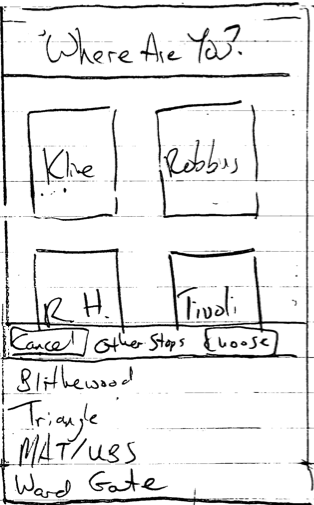 Where Are You?
Kline Robbins
R. H. Tivoli
Cancel Other Stops Choose
Blithewood
Triangle
MAT/UBS
Ward Gate